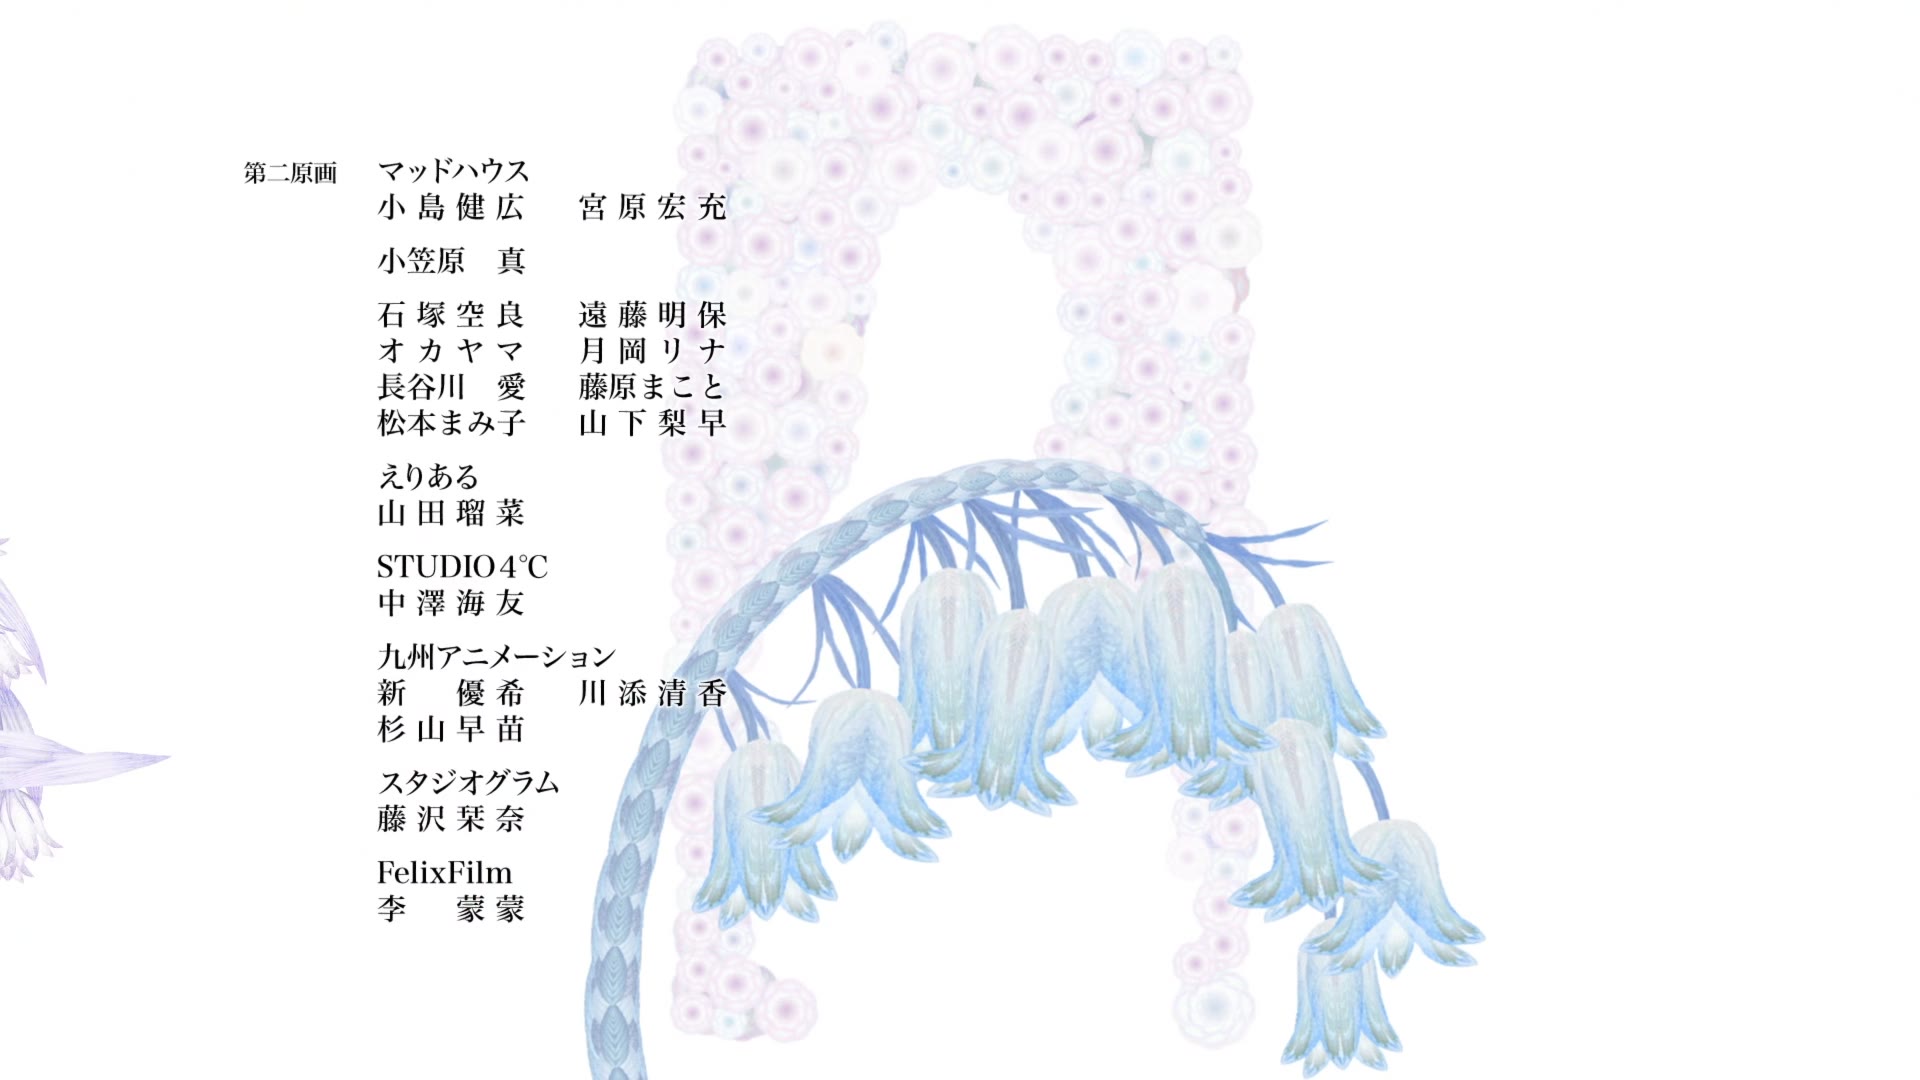 第二原画 マッドハウス
小島健広 宮原宏充
小笠原 真
石塚空良 遠藤明保
オカヤマ 月岡リナ
長谷川 愛 藤原まこと
松本まみ子 山下梨早
えりある
山田瑠菜
STUDIO4℃
中澤海友
九州アニメーション
新 優希 川添清香
杉山早苗
スタジオグラム
藤沢栞奈
FelixFilm
李 蒙蒙